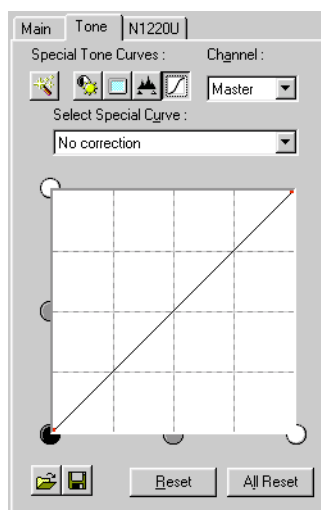 Main Tone N1220U
Special Tone Curves : Channel :
Master
Select Special Curve :
No correction
Reset All Reset